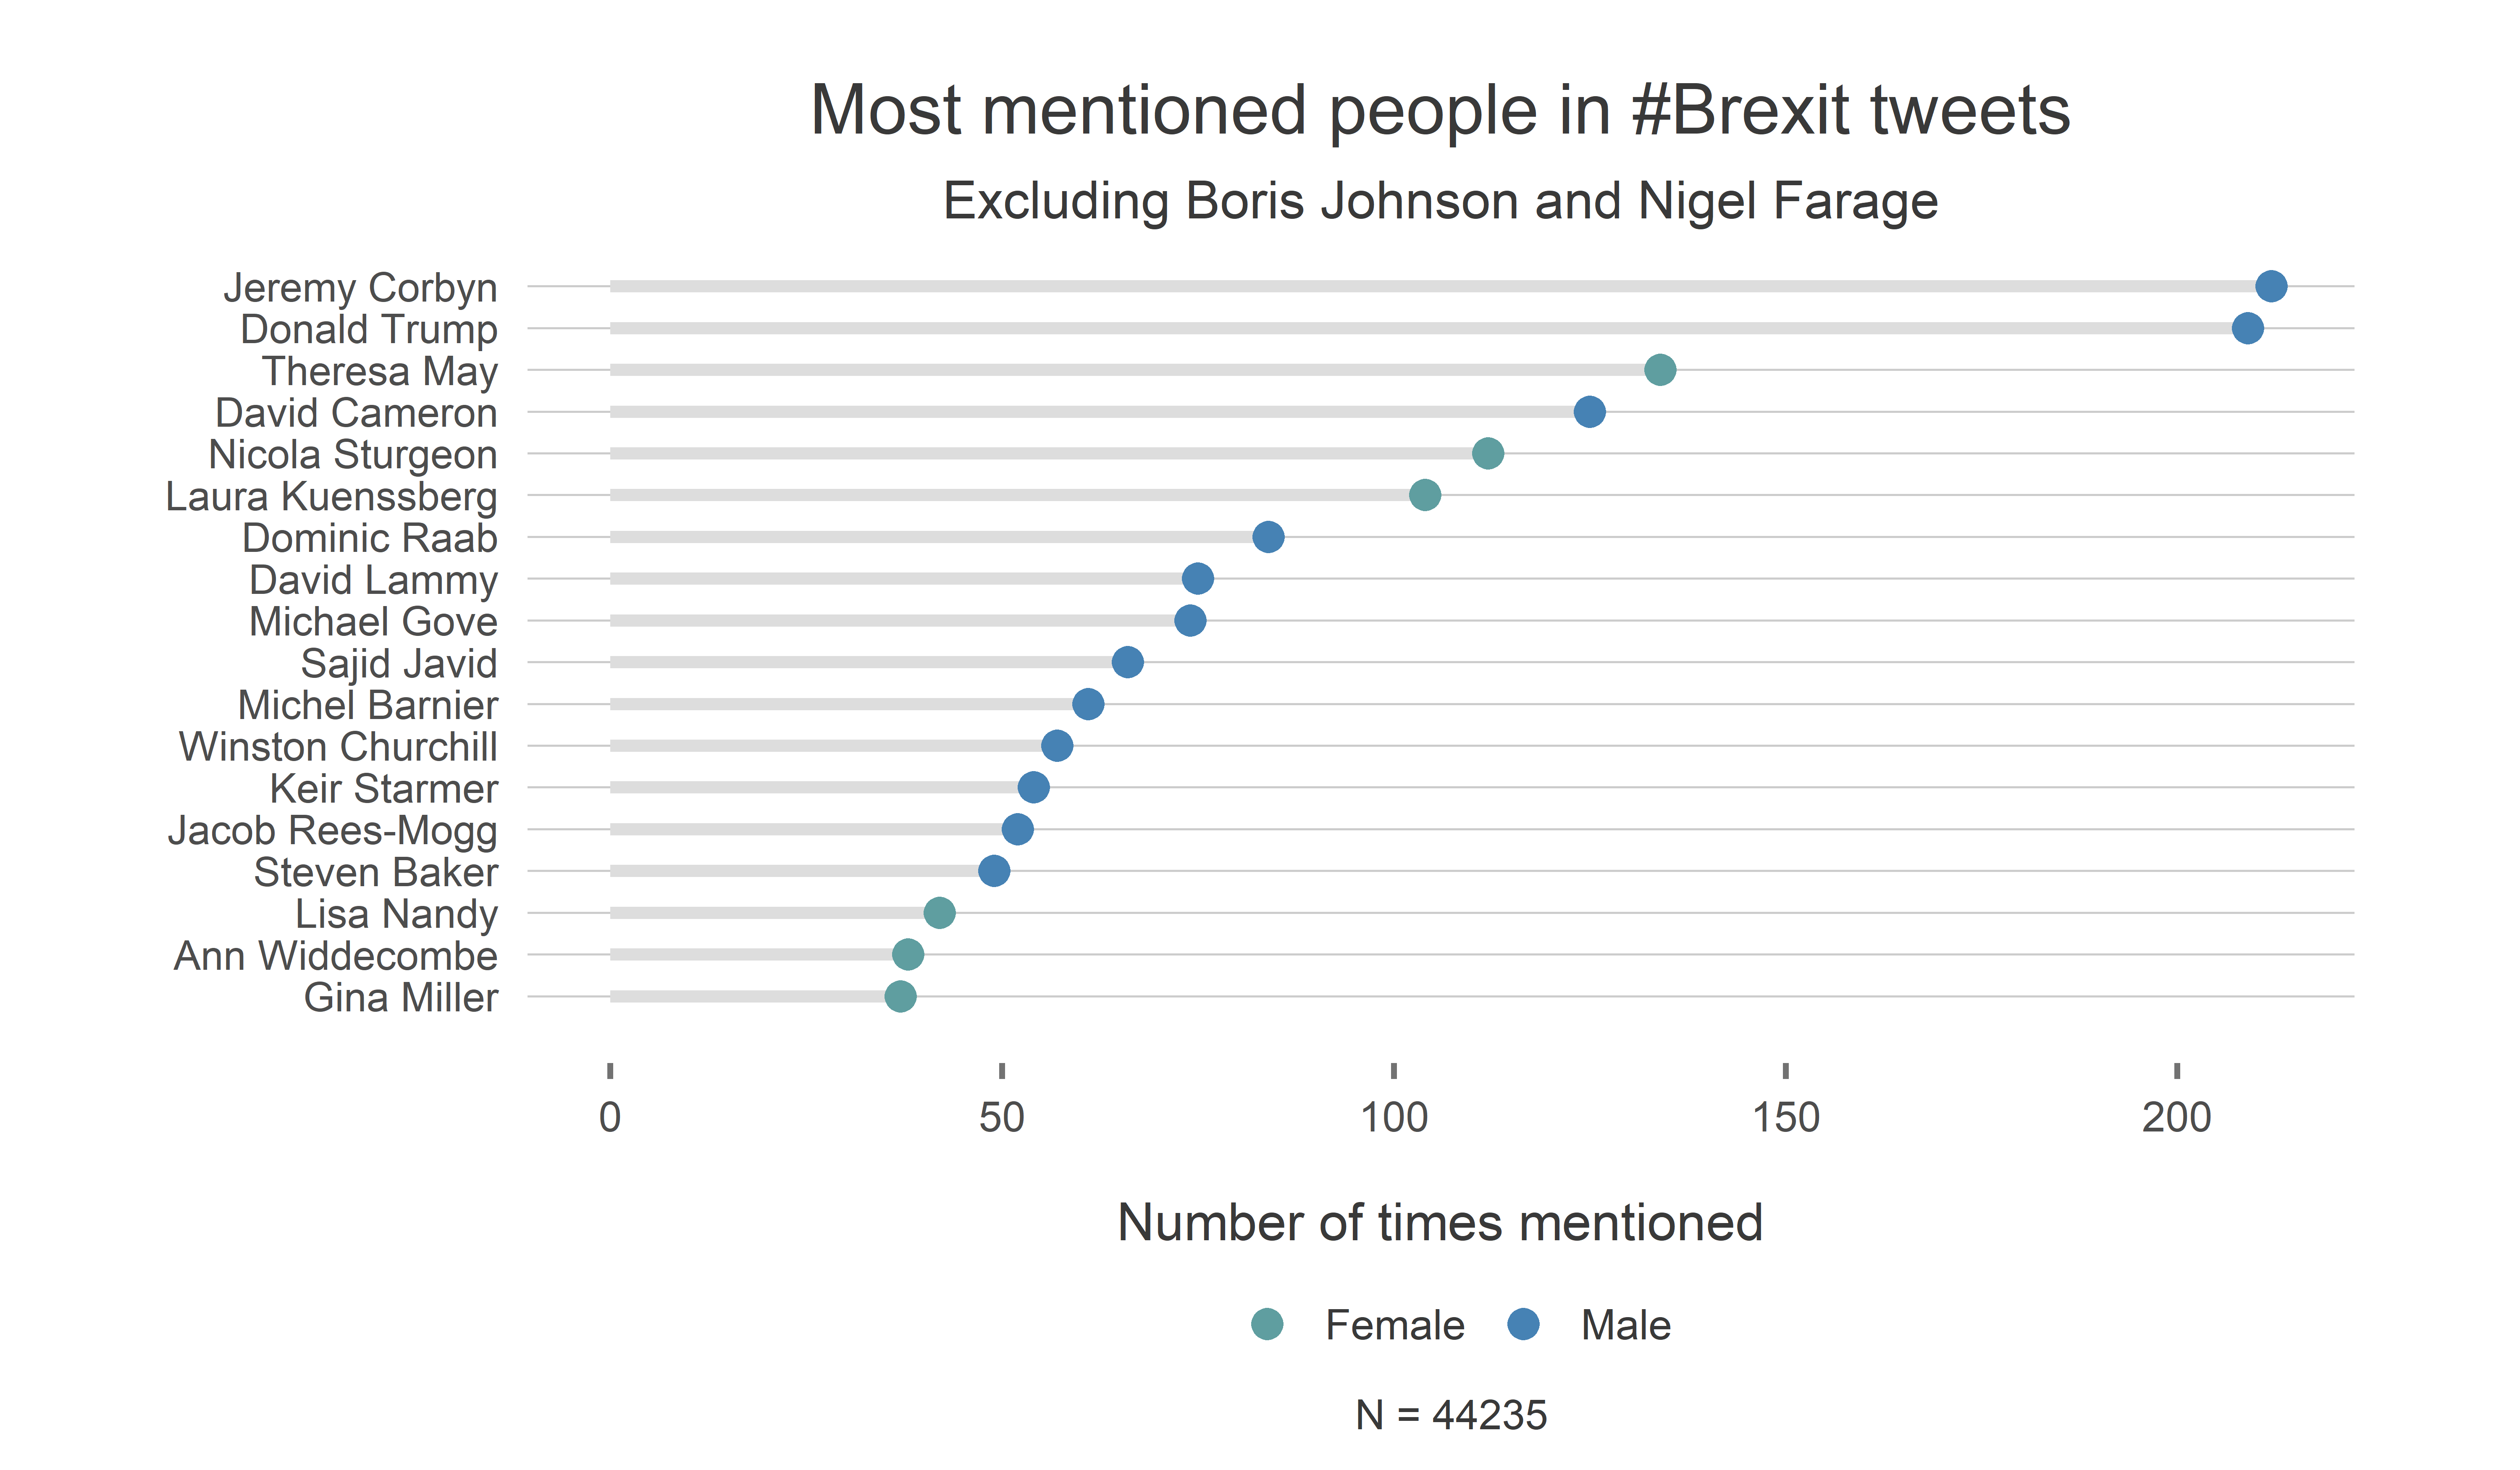 Most mentioned people in #Brexit tweets
Excluding Boris Johnson and Nigel Farage
Jeremy Corbyn
Donald Trump
Theresa May
David Cameron
Nicola Sturgeon
Laura Kuenssberg
Dominic Raab
David Lammy
Michael Gove
Sajid Javid
Michel Barnier
Winston Churchill
Keir Starmer
Jacob Rees-Mogg
Steven Baker
Lisa Nandy
Ann Widdecombe
Gina Miller
0 50 100 150 200
Number of times mentioned
Female Male
N = 44235